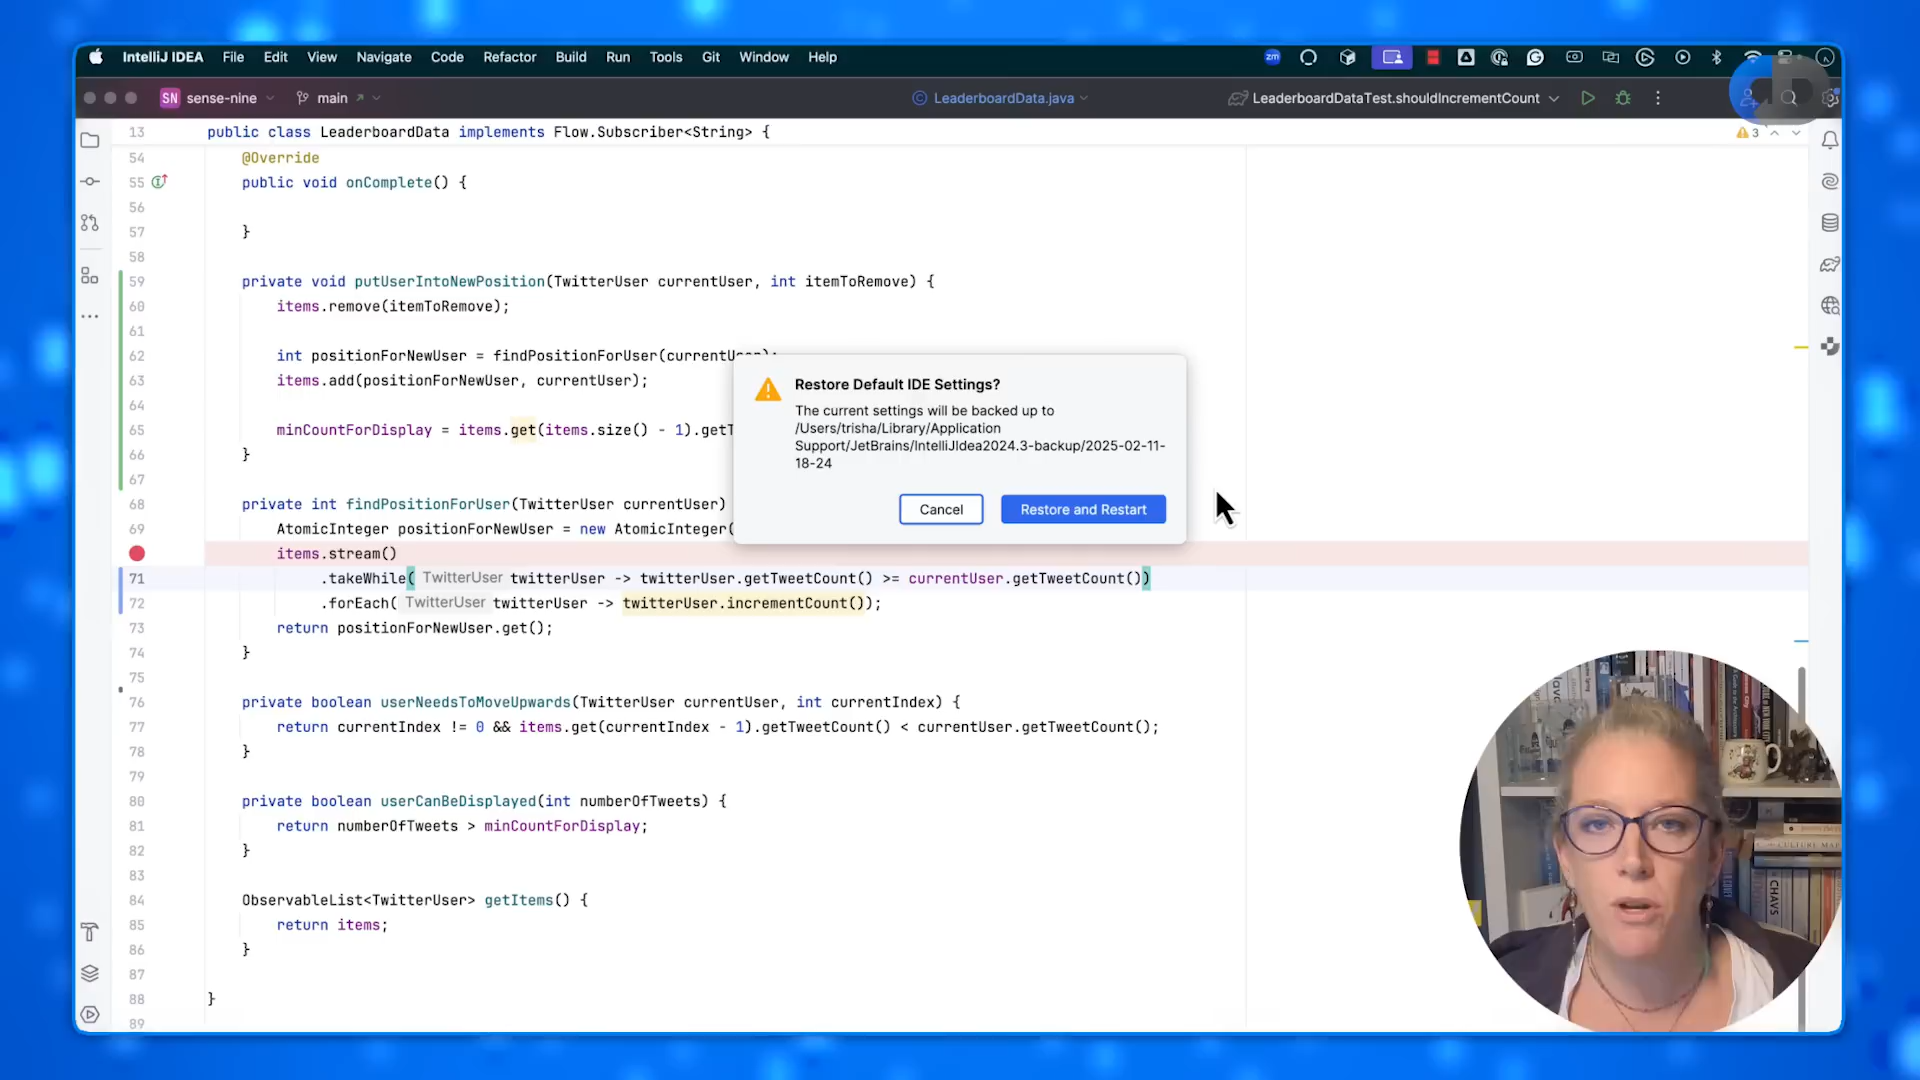 IntelliJ IDEA File Edit View Navigate Code Refactor Build Run Tools Git Window Help zm
SN sense-nine main LeaderboardData.java LeaderboardDataTest.shouldIncrementCount
13 public class LeaderboardData implements Flow.Subscriber<String> { 3
54 @Override
55 public void onComplete() {
56
57 }
58
59 private void putUserIntoNewPosition(TwitterUser currentUser, int itemToRemove) {
60 items.remove(itemToRemove);
61
62 int positionForNewUser = findPositionForUser(currentUser);
63 items.add(positionForNewUser, currentUser);
64
65 minCountForDisplay = items.get(items.size() - 1).getT
66 }
67
68 private int findPositionForUser(TwitterUser currentUser)
69 AtomicInteger positionForNewUser = new AtomicInteger(
items.stream()
71 .takeWhile( TwitterUser twitterUser -> twitterUser.getTweetCount() >= currentUser.getTweetCount())
72 .forEach( TwitterUser twitterUser -> twitterUser.incrementCount());
73 return positionForNewUser.get();
74 }
75
76 private boolean userNeedsToMoveUpwards(TwitterUser currentUser, int currentIndex) {
77 return currentIndex != 0 && items.get(currentIndex - 1).getTweetCount() < currentUser.getTweetCount();
78 }
79
80 private boolean userCanBeDisplayed(int numberOfTweets) {
81 return numberOfTweets > minCountForDisplay;
82 }
83
84 ObservableList<TwitterUser> getItems() {
85 return items;
86 }
87
88 }
89
Restore Default IDE Settings?
The current settings will be backed up to
/Users/trisha/Library/Application
Support/JetBrains/IntelliJIdea2024.3-backup/2025-02-11-
18-24
Cancel Restore and Restart
CULTURE MAP
CHAVS